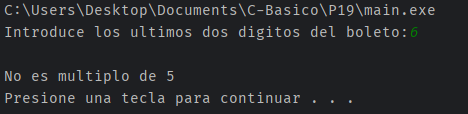 C:\Users\Desktop\Documents\C-Basico\P19\main.exe
Introduce los ultimos dos digitos del boleto:6
No es multiplo de 5
Presione una tecla para continuar . . .